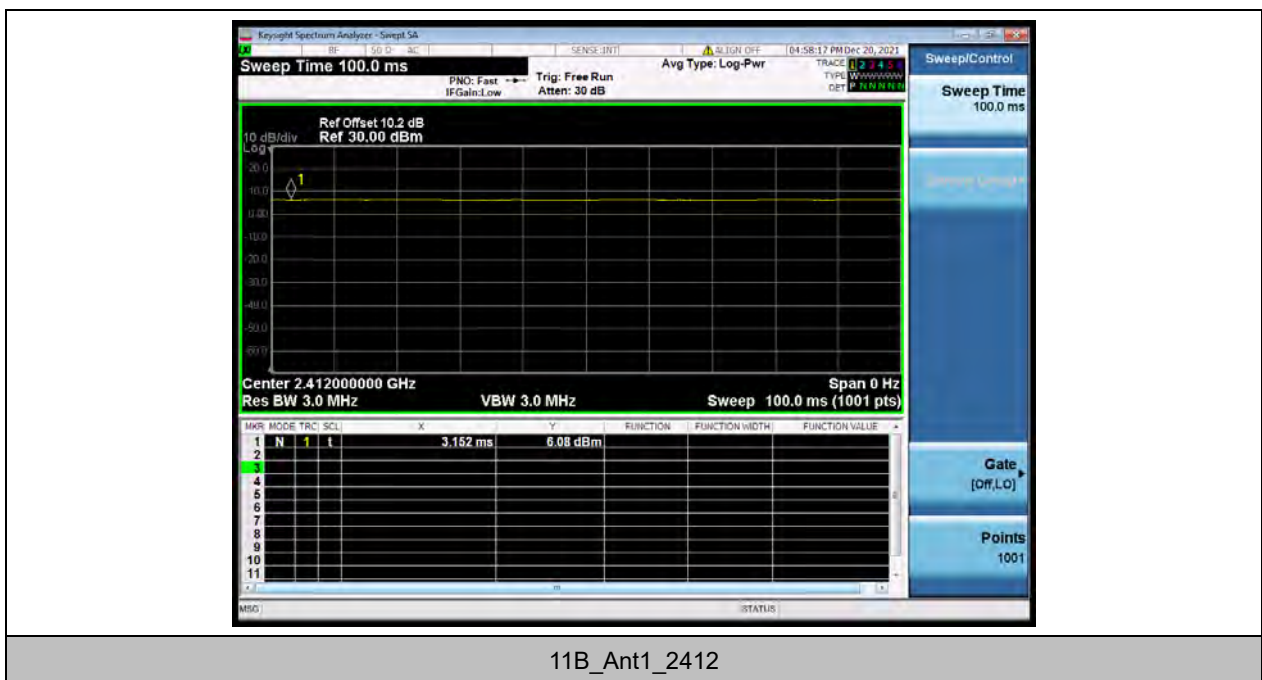 Keysight Spectrum Analyzer - Swept SA
RF 50 Ω AC SENSE:INT ALIGN OFF 04:58:17 PM Dec 20, 2021
Sweep Time 100.0 ms
PNO: Fast Trig: Free Run Avg Type: Log-Pwr TRACE 1 2 3 4 5 6
IFGain:Low Atten: 30 dB TYPE
DET P N N N N N
Sweep/Control
Sweep Time
100.0 ms
Ref Offset 10.2 dB
10 dB/div Ref 30.00 dBm
Log
20.0
1
10.0
0.00
-10.0
-20.0
-30.0
-40.0
-50.0
-60.0
Center 2.412000000 GHz Span 0 Hz
Res BW 3.0 MHz VBW 3.0 MHz Sweep 100.0 ms (1001 pts)
MKR MODE TRC SCL X Y FUNCTION FUNCTION WIDTH FUNCTION VALUE
1 N 1 t 3.152 ms 6.08 dBm
2
3
4
5
6
7
8
9
10
11
Gate
[Off,LO]
Points
1001
MSG STATUS
11B_Ant1_2412